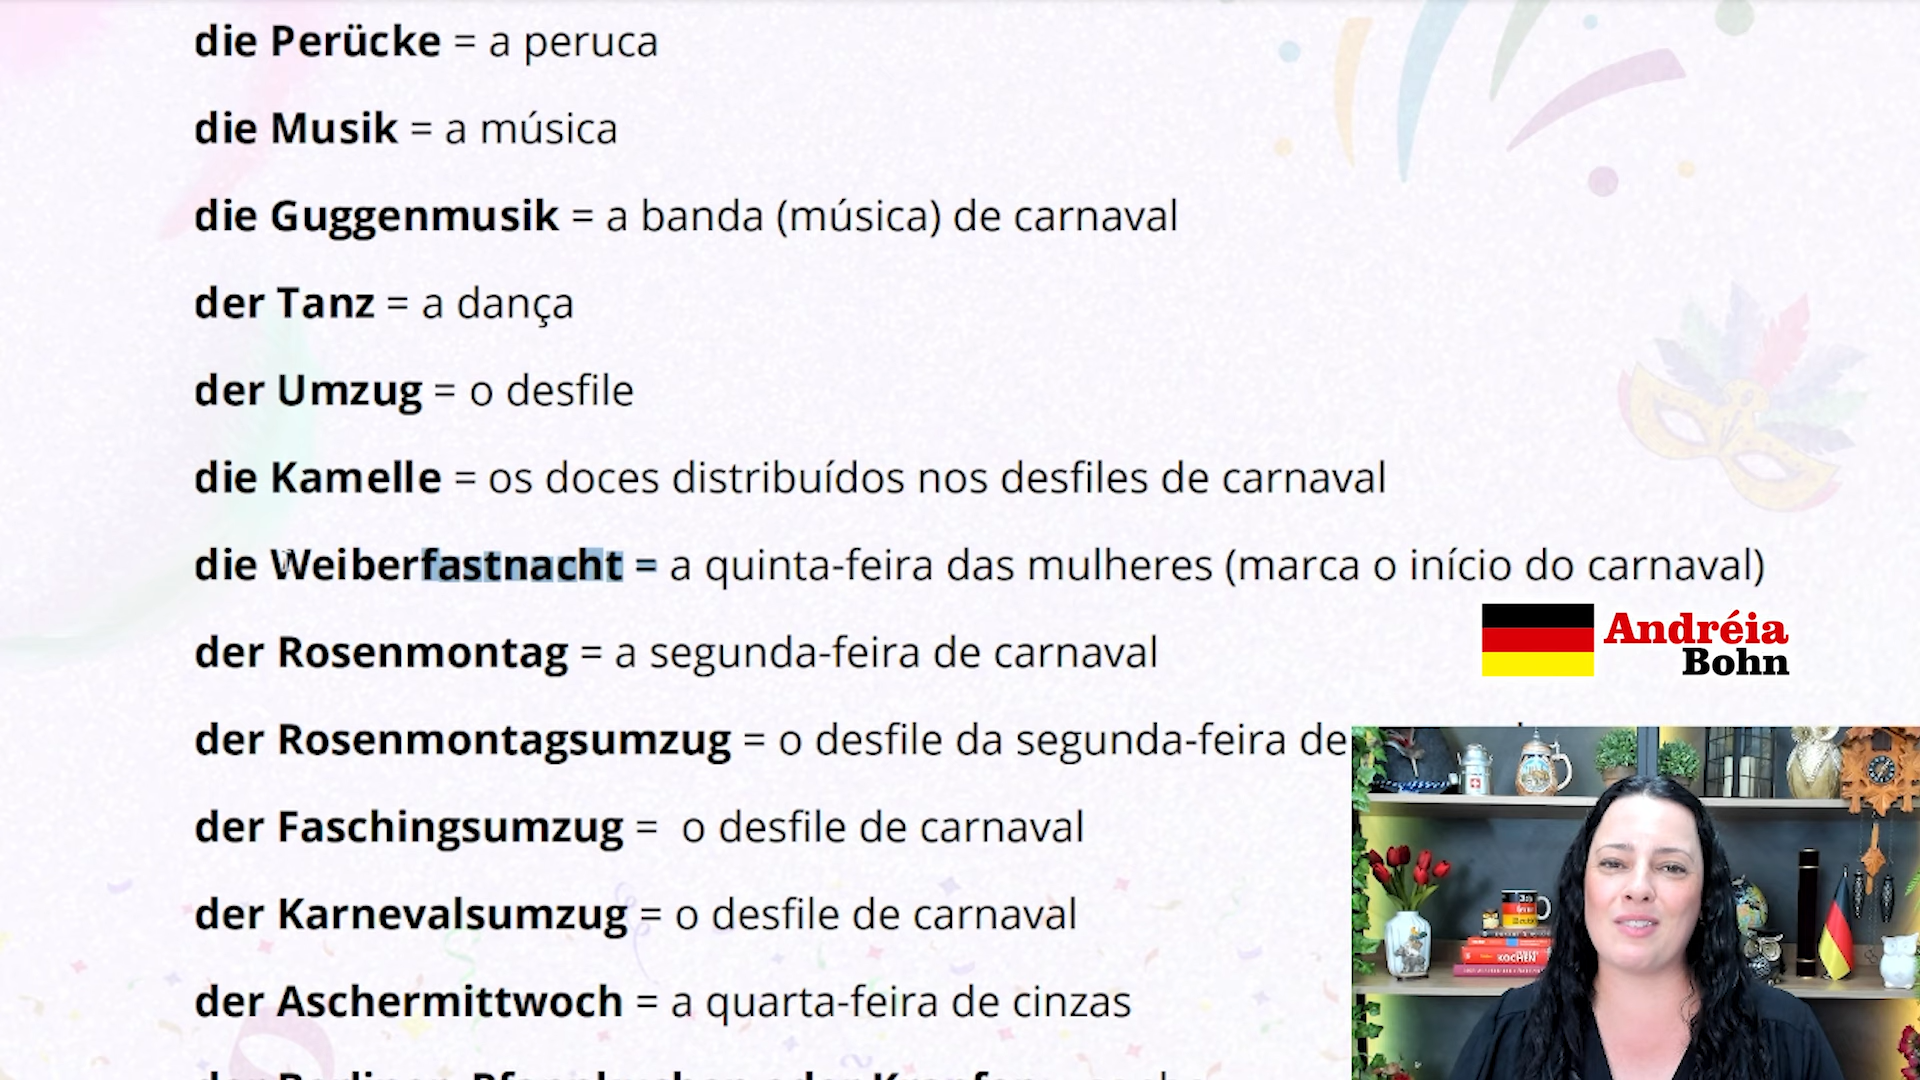 die Perücke = a peruca
die Musik = a música
die Guggenmusik = a banda (música) de carnaval
der Tanz = a dança
der Umzug = o desfile
die Kamelle = os doces distribuídos nos desfiles de carnaval
die Weiberfastnacht = a quinta-feira das mulheres (marca o início do carnaval)
der Rosenmontag = a segunda-feira de carnaval
Andréia
Bohn
der Rosenmontagsumzug = o desfile da segunda-feira de
der Faschingsumzug = o desfile de carnaval
der Karnevalsumzug = o desfile de carnaval
KOCHEN
der Aschermittwoch = a quarta-feira de cinzas